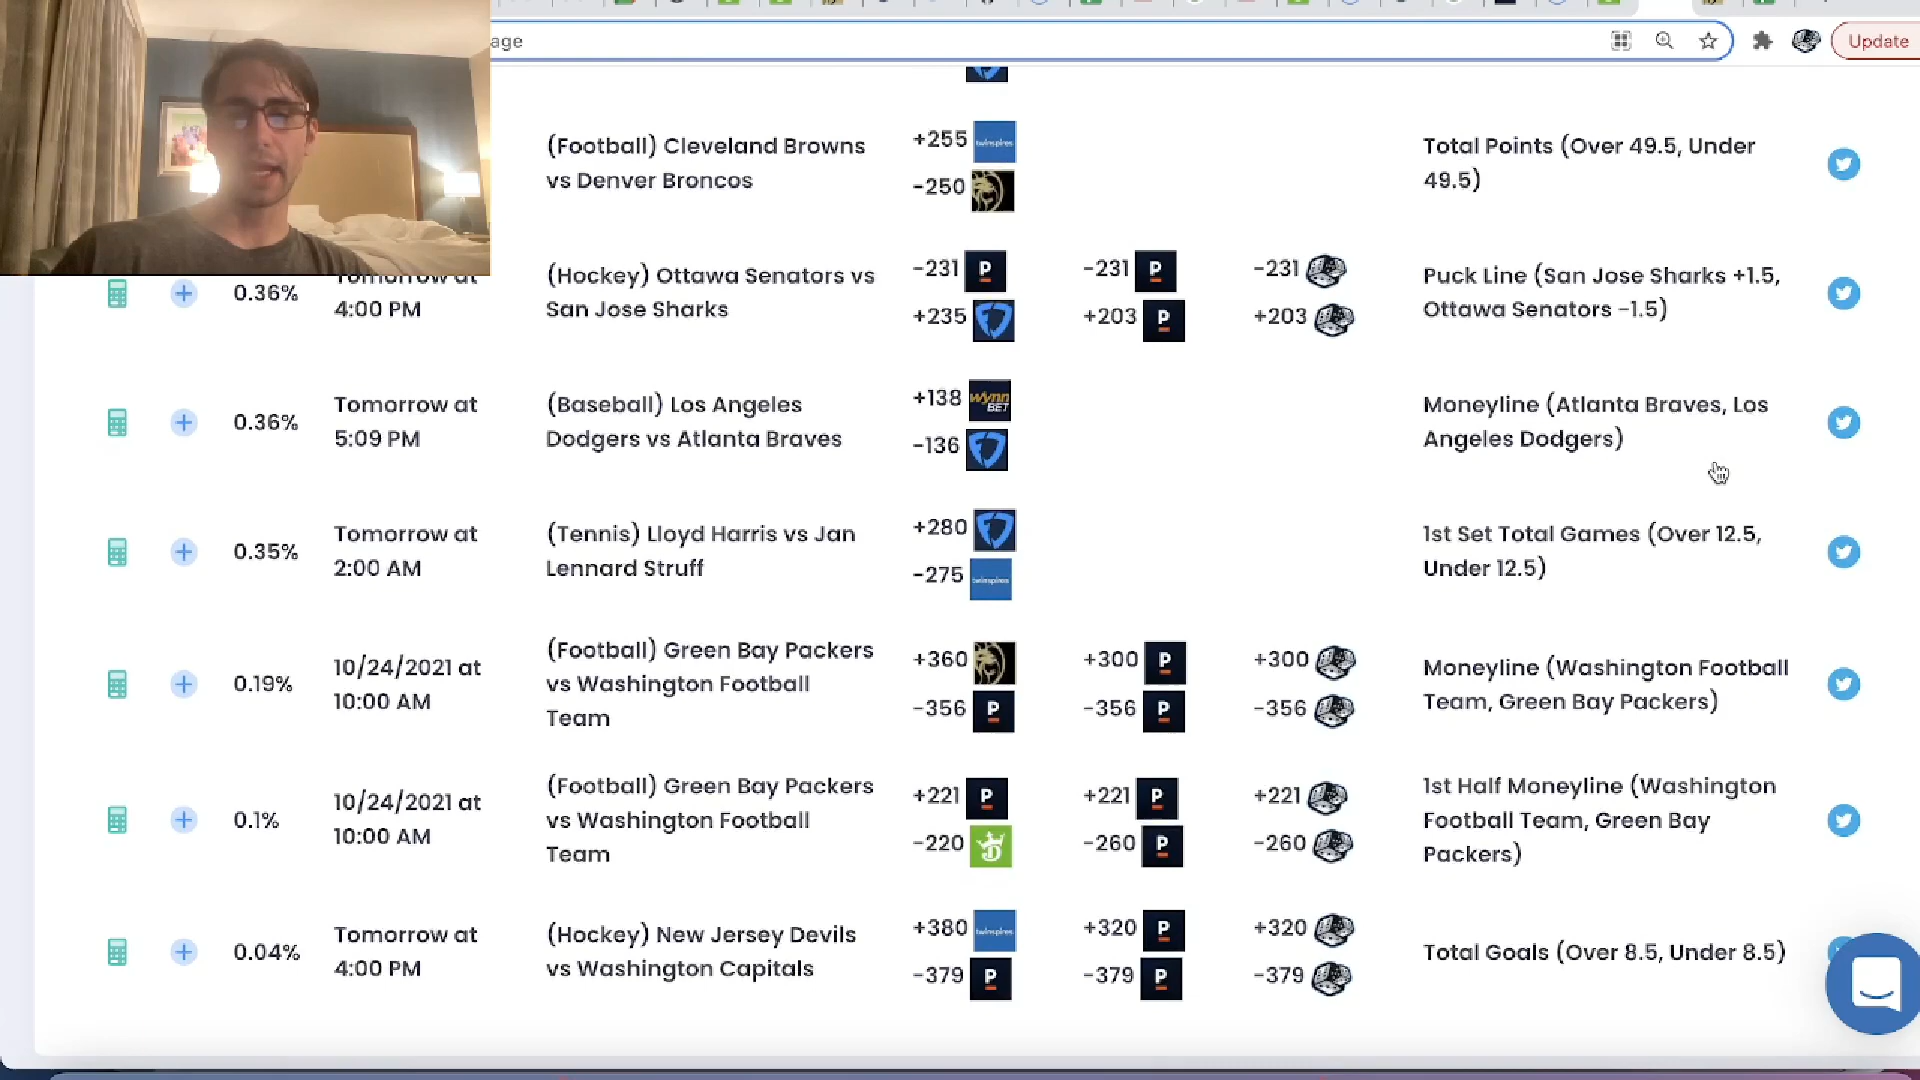 age
Update
(Football) Cleveland Browns
vs Denver Broncos
+255 twinspires
-250
Total Points (Over 49.5, Under
49.5)
0.36%
Tomorrow at
4:00 PM
(Hockey) Ottawa Senators vs
San Jose Sharks
-231 P
+235
-231 P
+203 P
-231
+203
Puck Line (San Jose Sharks +1.5,
Ottawa Senators -1.5)
0.36%
Tomorrow at
5:09 PM
(Baseball) Los Angeles
Dodgers vs Atlanta Braves
+138 WYNN BET
-136
Moneyline (Atlanta Braves, Los
Angeles Dodgers)
0.35%
Tomorrow at
2:00 AM
(Tennis) Lloyd Harris vs Jan
Lennard Struff
+280
-275 twinspires
1st Set Total Games (Over 12.5,
Under 12.5)
0.19%
10/24/2021 at
10:00 AM
(Football) Green Bay Packers
vs Washington Football
Team
+360
-356 P
+300 P
-356 P
+300
-356
Moneyline (Washington Football
Team, Green Bay Packers)
0.1%
10/24/2021 at
10:00 AM
(Football) Green Bay Packers
vs Washington Football
Team
+221 P
-220
+221 P
-260 P
+221
-260
1st Half Moneyline (Washington
Football Team, Green Bay
Packers)
0.04%
Tomorrow at
4:00 PM
(Hockey) New Jersey Devils
vs Washington Capitals
+380 twinspires
-379 P
+320 P
-379 P
+320
-379
Total Goals (Over 8.5, Under 8.5)